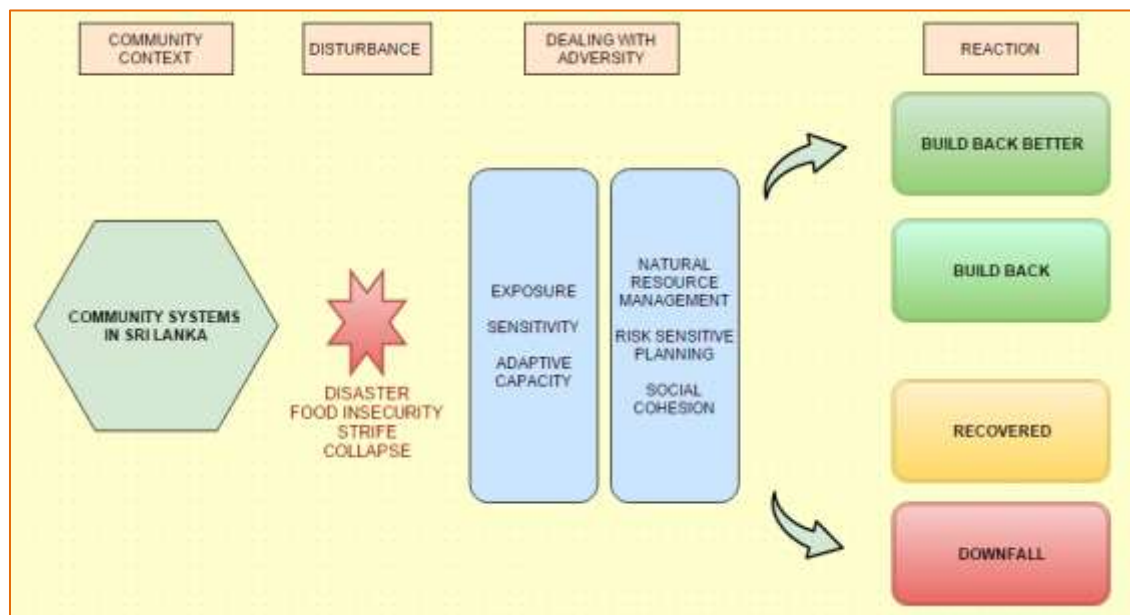 COMMUNITY
CONTEXT
DISTURBANCE
DEALING WITH
ADVERSITY
REACTION
COMMUNITY SYSTEMS
IN SRI LANKA
DISASTER
FOOD INSECURITY
STRIFE
COLLAPSE
EXPOSURE
SENSITIVITY
ADAPTIVE
CAPACITY
NATURAL
RESOURCE
MANAGEMENT
RISK SENSITIVE
PLANNING
SOCIAL
COHESION
BUILD BACK BETTER
BUILD BACK
RECOVERED
DOWNFALL